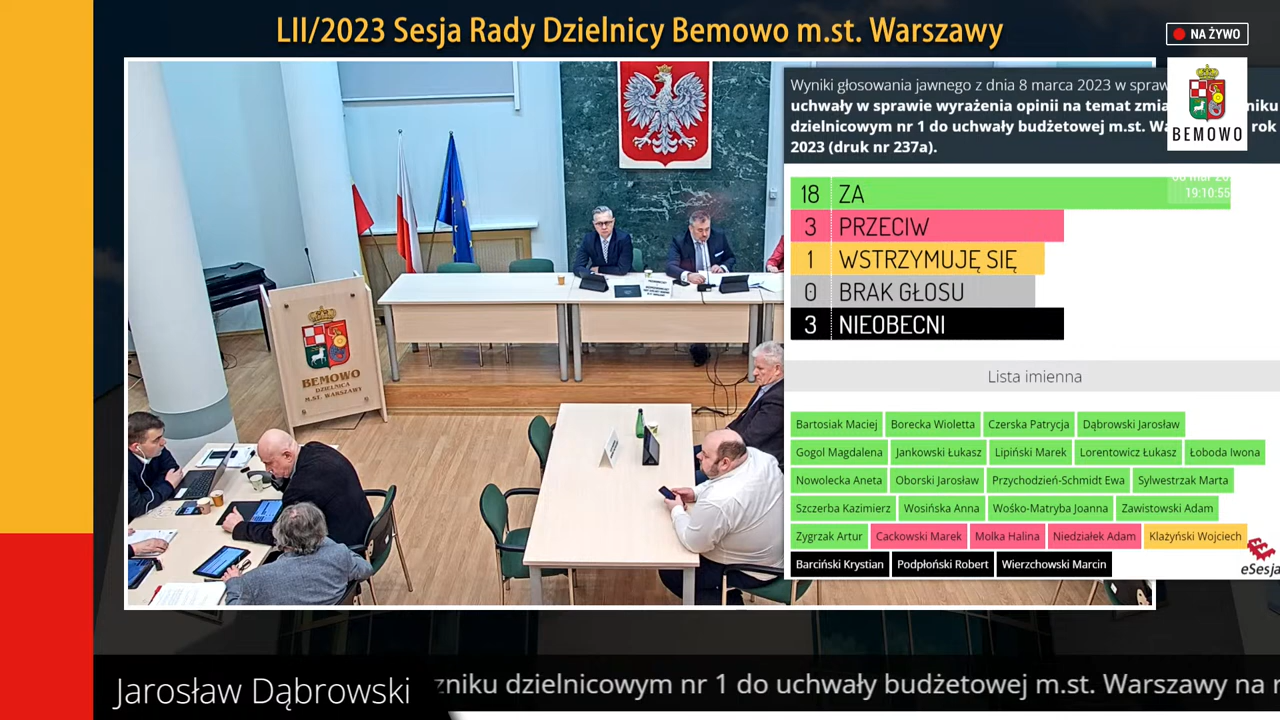 LII/2023 Sesja Rady Dzielnicy Bemowo m.st. Warszawy
NA ŻYWO
BEMOWO
Wyniki głosowania jawnego z dnia 8 marca 2023 w
uchwały w sprawie wyrażenia opinii na temat
dzielnicowym nr 1 do uchwały budżetowej m.st. rok
2023 (druk nr 237a).
19:10:55
18 ZA
3 PRZECIW
1 WSTRZYMUJĘ SIĘ
0 BRAK GŁOSU
3 NIEOBECNI
Lista imienna
Bartosiak Maciej Borecka Wioletta Czerska Patrycja Dąbrowski Jarosław
Gogol Magdalena Jankowski Łukasz Lipiński Marek Lorentowicz Łukasz Łoboda Iwona
Nowolecka Aneta Oborski Jarosław Przychodzień-Schmidt Ewa Sylwestrzak Marta
Szczerba Kazimierz Wosińska Anna Wośko-Matryba Joanna Zawistowski Adam
Zygrzak Artur Cackowski Marek Molka Halina Niedziałek Adam Klażyński Wojciech
Barciński Krystian Podpłoński Robert Wierzchowski Marcin
eSesja
BEMOWO
DZIELNICA
M.ST. WARSZAWY
Jarosław Dąbrowski
zniku dzielnicowym nr 1 do uchwały budżetowej m.st. Warszawy na r